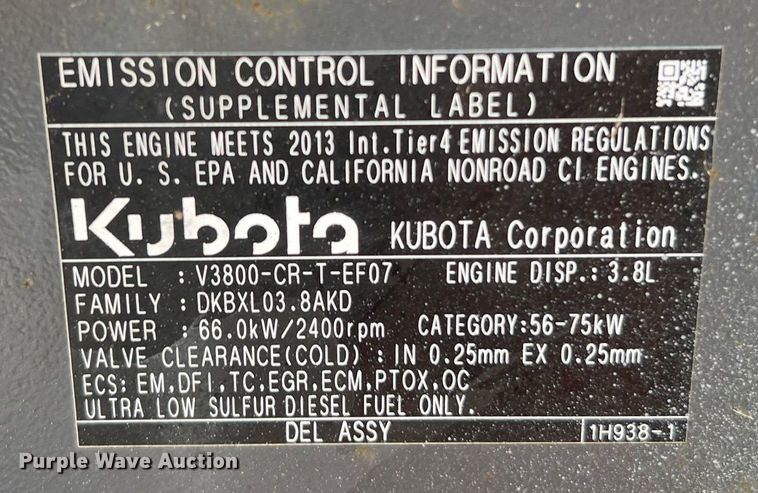 EMISSION CONTROL INFORMATION
(SUPPLEMENTAL LABEL)
THIS ENGINE MEETS 2013 Int.Tier4 EMISSION REGULATIONS
FOR U. S. EPA AND CALIFORNIA NONROAD CI ENGINES.
Kubota KUBOTA Corporation
MODEL : V3800-CR-T-EF07 ENGINE DISP.: 3.8L
FAMILY : DKBXL03.8AKD
POWER : 66.0kW/2400rpm CATEGORY:56-75kW
VALVE CLEARANCE(COLD) : IN 0.25mm EX 0.25mm
ECS: EM,DFI,TC,EGR,ECM,PTOX,OC
ULTRA LOW SULFUR DIESEL FUEL ONLY.
DEL ASSY 1H938-1
Purple Wave Auction